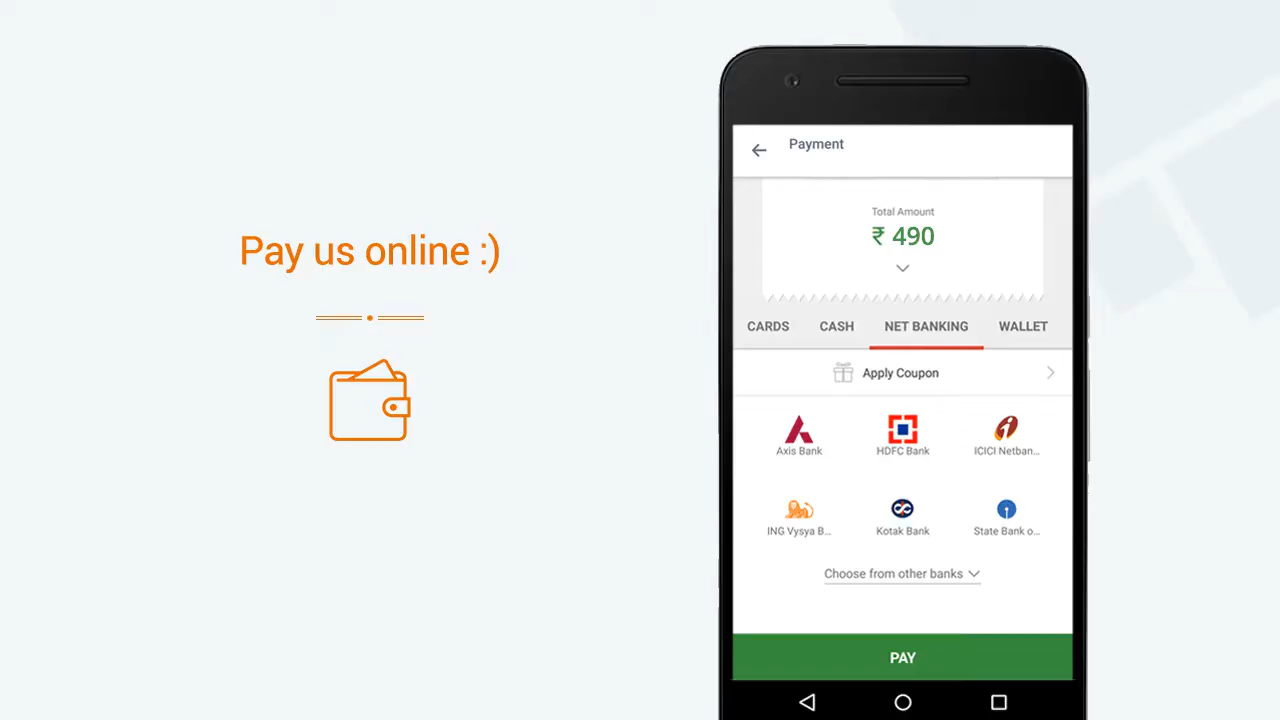 Pay us online :)
Payment
Total Amount
₹ 490
CARDS CASH NET BANKING WALLET
Apply Coupon
Axis Bank HDFC Bank ICICI Netban...
ING Vysya B... Kotak Bank State Bank o...
Choose from other banks
PAY